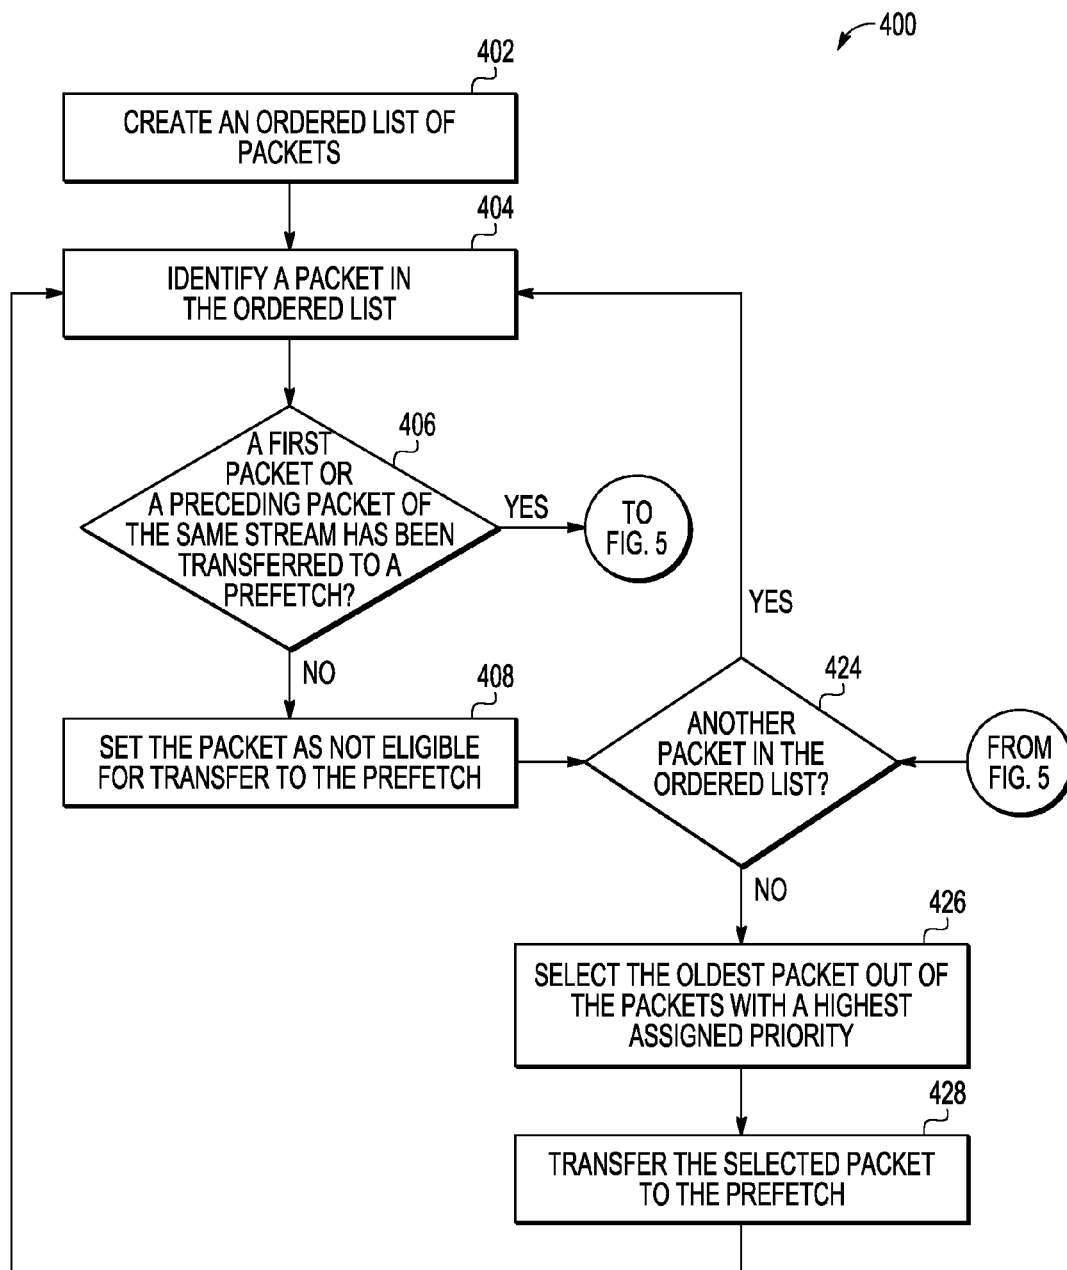 400
402
CREATE AN ORDERED LIST OF
PACKETS
404
IDENTIFY A PACKET IN
THE ORDERED LIST
406
A FIRST
PACKET OR
A PRECEDING PACKET OF
THE SAME STREAM HAS BEEN
TRANSFERRED TO A
PREFETCH?
YES
TO
FIG. 5
NO
YES
408
SET THE PACKET AS NOT ELIGIBLE
FOR TRANSFER TO THE PREFETCH
424
ANOTHER
PACKET IN THE
ORDERED LIST?
FROM
FIG. 5
NO
426
SELECT THE OLDEST PACKET OUT OF
THE PACKETS WITH A HIGHEST
ASSIGNED PRIORITY
428
TRANSFER THE SELECTED PACKET
TO THE PREFETCH